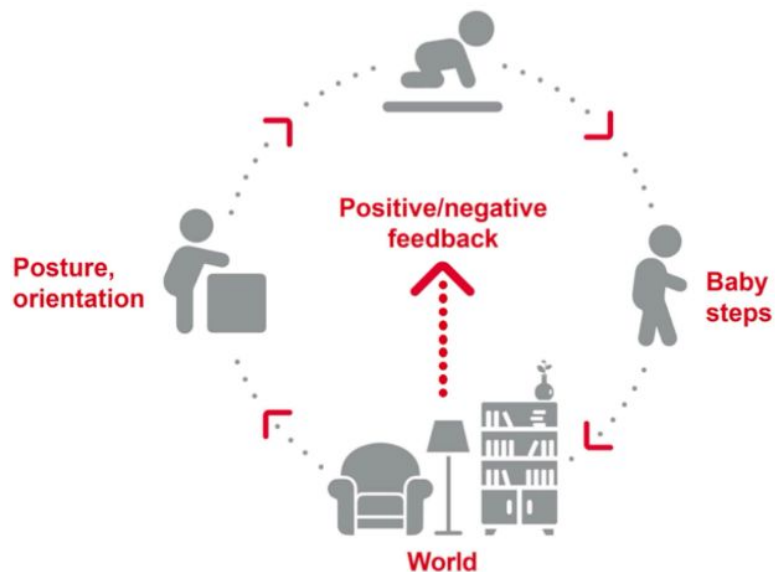 Positive/negative
feedback
Posture,
orientation
Baby
steps
World